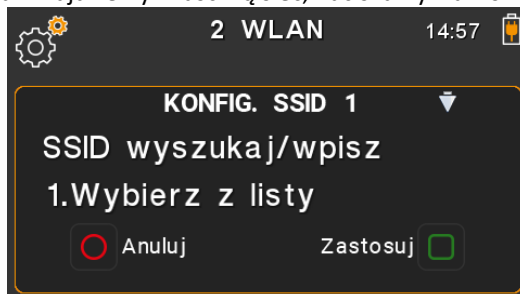 2 WLAN 14:57
KONFIG. SSID 1
SSID wyszukaj/wpisz
1.Wybierz z listy
Anuluj Zastosuj